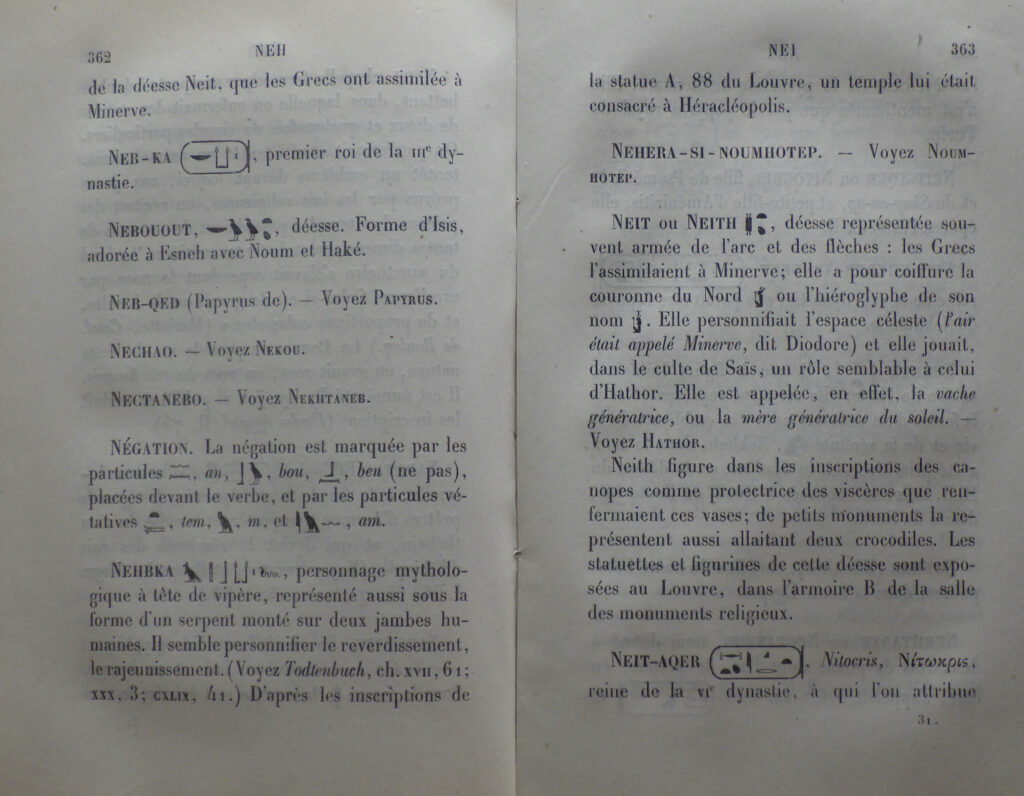 362
NEH
de la déesse Neit, que les Grecs ont assimilée à
Minerve.
NEB-KA , premier roi de la IIIᵉ dy-
nastie.
NEBOUOUT, , déesse. Forme d'Isis,
adorée à Esneh avec Noum et Haké.
NEB-QED (Papyrus de). — Voyez PAPYRUS.
NECHAO. — Voyez NEKOU.
NECTANEBO. — Voyez NEKHTANEB.
NÉGATION. La négation est marquée par les
particules , an, , bou, , ben (ne pas),
placées devant le verbe, et par les particules vé-
tatives , tem, , m, et , am.
NEHBKA , personnage mytholo-
gique à tête de vipère, représenté aussi sous la
forme d'un serpent monté sur deux jambes hu-
maines. Il semble personnifier le reverdissement,
le rajeunissement. (Voyez Todtenbuch, ch. XVII, 61;
XXX, 3; CXLIX, 41.) D'après les inscriptions de
NEI
363
la statue A, 88 du Louvre, un temple lui était
consacré à Héracléopolis.
NEHERA-SI-NOUMHOTEP. — Voyez NOUM-
HOTEP.
NEIT ou NEITH , déesse représentée sou-
vent armée de l'arc et des flèches : les Grecs
l'assimilaient à Minerve; elle a pour coiffure la
couronne du Nord ou l'hiéroglyphe de son
nom . Elle personnifiait l'espace céleste (l'air
était appelé Minerve, dit Diodore) et elle jouait,
dans le culte de Saïs, un rôle semblable à celui
d'Hathor. Elle est appelée, en effet, la vache
génératrice, ou la mère génératrice du soleil. —
Voyez HATHOR.
Neith figure dans les inscriptions des ca-
nopes comme protectrice des viscères que ren-
fermaient ces vases; de petits monuments la re-
présentent aussi allaitant deux crocodiles. Les
statuettes et figurines de cette déesse sont expo-
sées au Louvre, dans l'armoire B de la salle
des monuments religieux.
NEIT-AQER , Nitocris, Νίτωκρις,
reine de la VIᵉ dynastie, à qui l'on attribue
31.